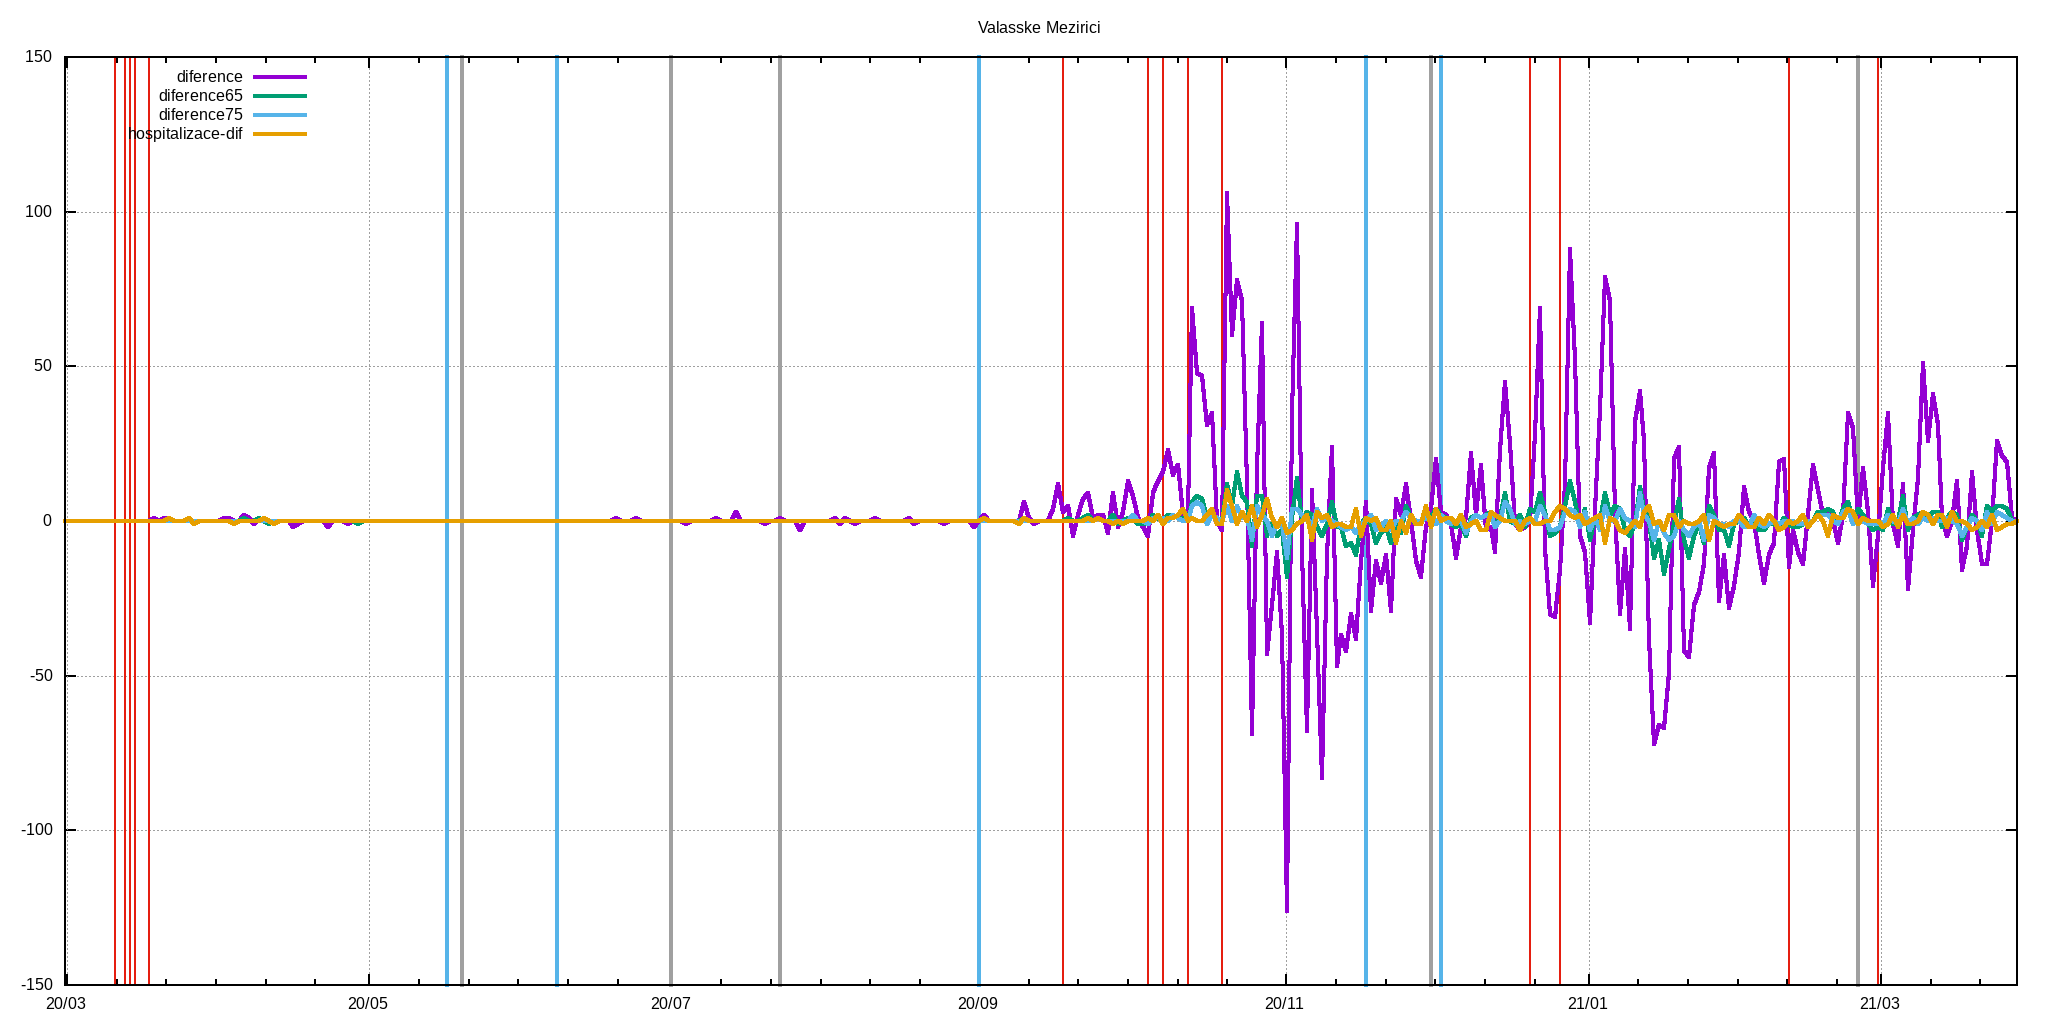 Valasske Mezirici
150
diference
diference65
diference75
hospitalizace-dif
100
50
0
-50
-100
-150
20/03 20/05 20/07 20/09 20/11 21/01 21/03